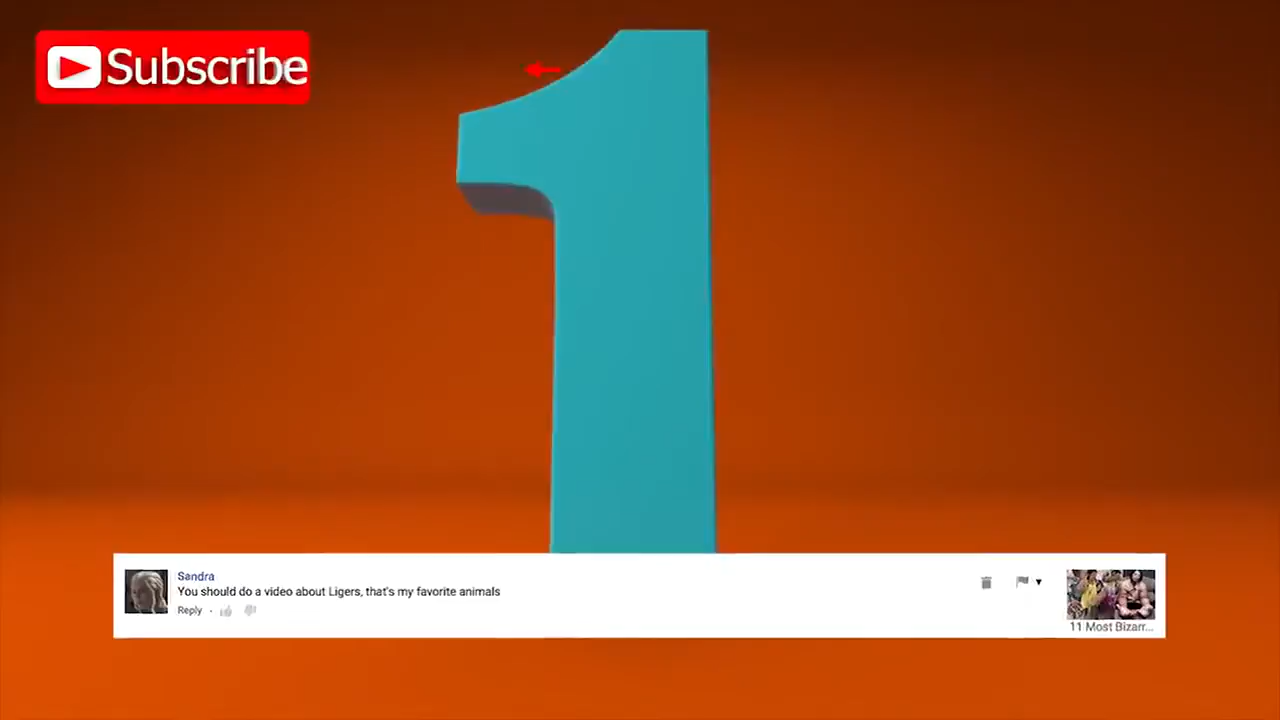 Subscribe
1
Sandra
You should do a video about Ligers, that's my favorite animals
Reply
11 Most Bizarr...